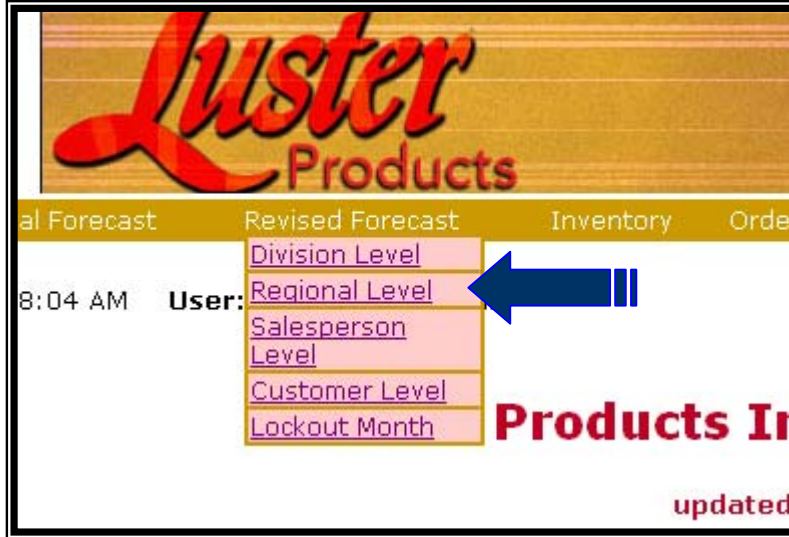 Luster
Products
al Forecast Revised Forecast Inventory Orde
Division Level
8:04 AM User: Regional Level
Salesperson
Level
Customer Level
Lockout Month
Products In
updated